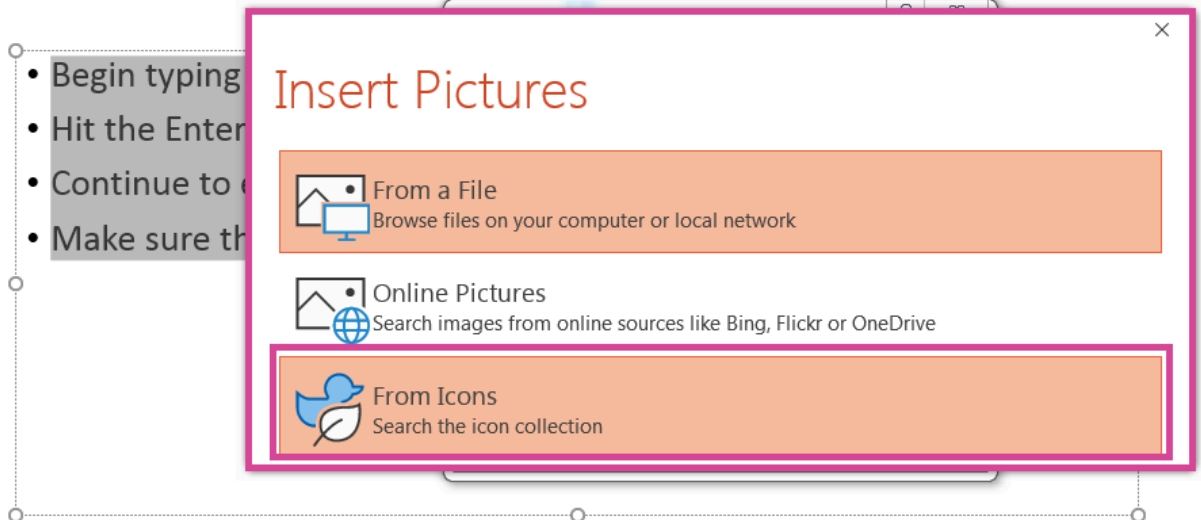 Begin typing
Hit the Enter
Continue to
Make sure
Insert Pictures
From a File
Browse files on your computer or local network
Online Pictures
Search images from online sources like Bing, Flickr or OneDrive
From Icons
Search the icon collection